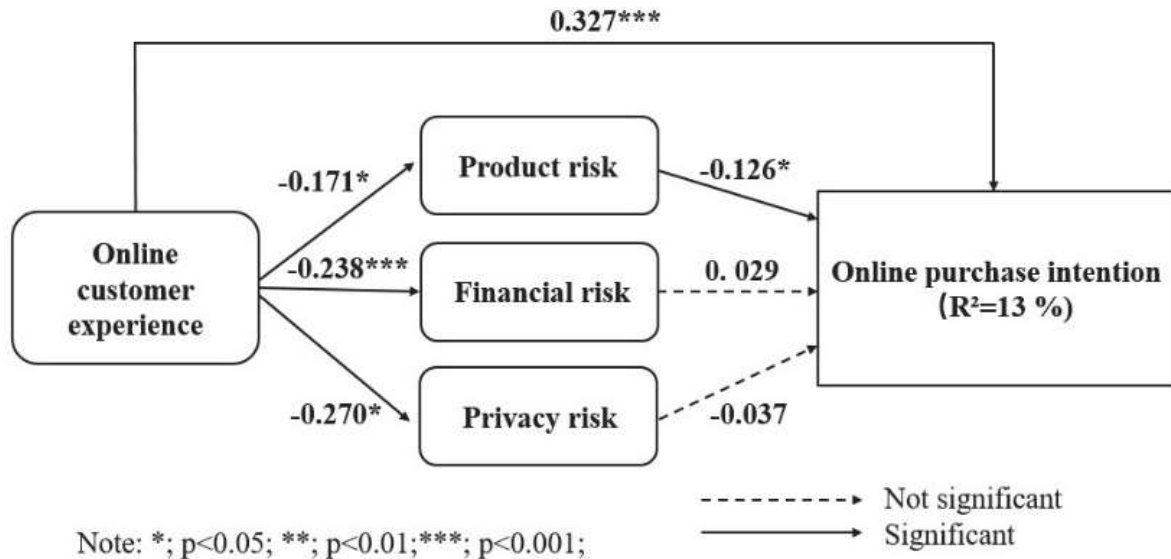 0.327***
Product risk
-0.171*
-0.126*
Online
customer
experience
-0.238***
Financial risk
0. 029
Online purchase intention
(R²=13 %)
-0.270*
Privacy risk
-0.037
Not significant
Significant
Note: *; p<0.05; **; p<0.01;***; p<0.001;